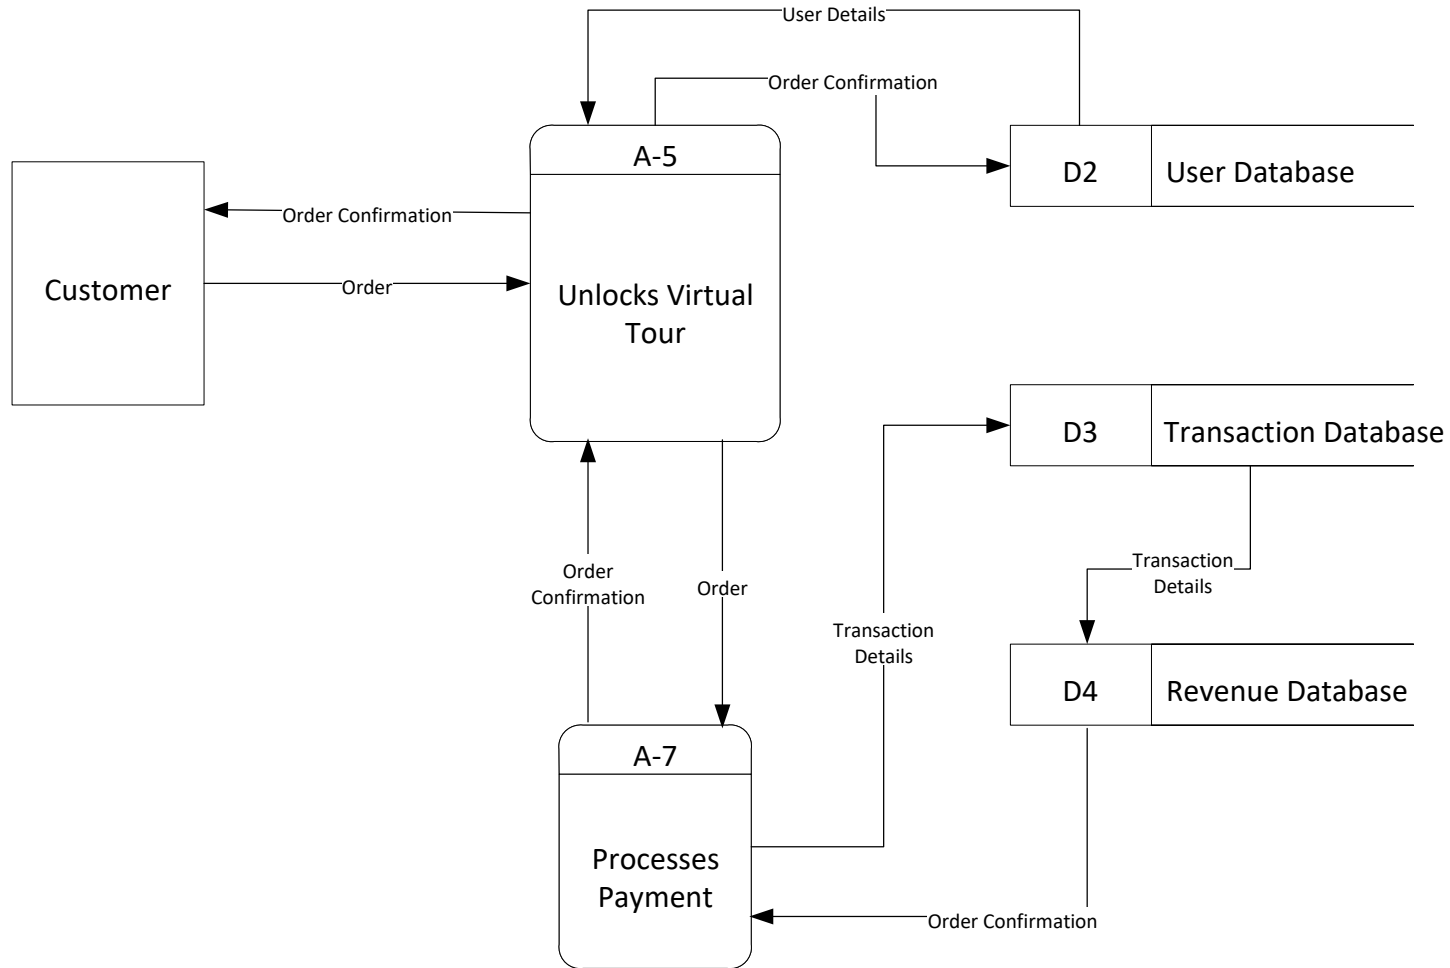 User Details
Order Confirmation
A-5
D2
User Database
Order Confirmation
Customer
Order
Unlocks Virtual
Tour
D3
Transaction Database
Order
Confirmation
Order
Transaction
Details
Transaction
Details
D4
Revenue Database
A-7
Processes
Payment
Order Confirmation